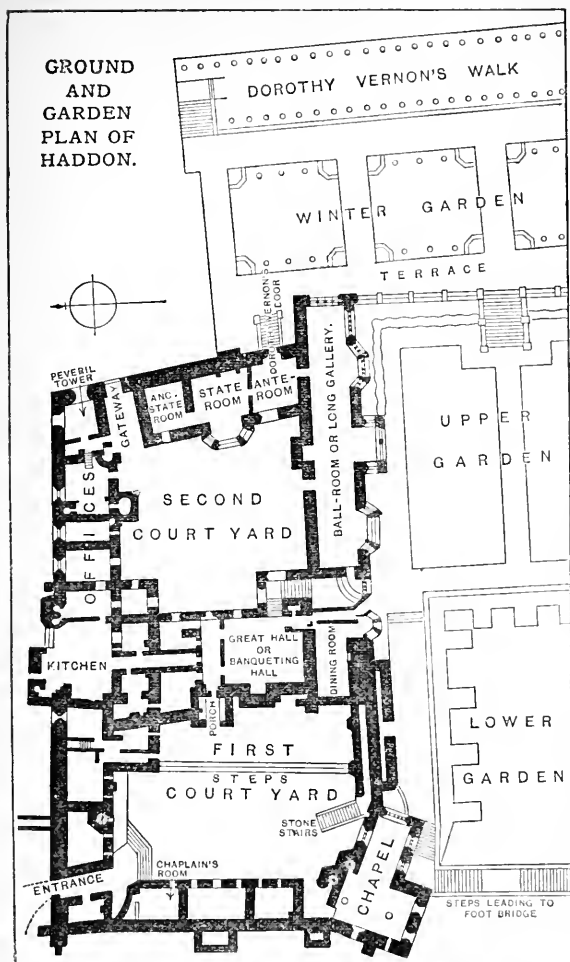 GROUND
AND
GARDEN
PLAN OF
HADDON.
DOROTHY VERNON'S WALK
WINTER GARDEN
TERRACE
DOROTHY VERNON'S
DOOR
PEVERIL
TOWER
GATEWAY
ANC.
STATE
ROOM
STATE
ROOM
ANTE-
ROOM
BALL-ROOM OR LONG GALLERY.
UPPER
GARDEN
OFFICES
SECOND
COURT YARD
KITCHEN
GREAT HALL
OR
BANQUETING
HALL
DINING ROOM
PORCH
LOWER
GARDEN
FIRST
STEPS
COURT YARD
STONE
STAIRS
CHAPLAIN'S
ROOM
ENTRANCE
CHAPEL
STEPS LEADING TO
FOOT BRIDGE